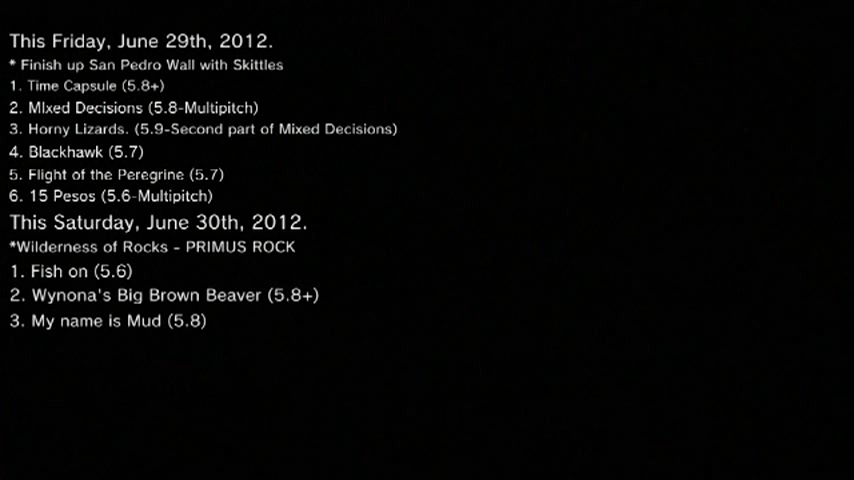 This Friday, June 29th, 2012.
* Finish up San Pedro Wall with Skittles
1. Time Capsule (5.8+)
2. MIxed Decisions (5.8-Multipitch)
3. Horny Lizards. (5.9-Second part of Mixed Decisions)
4. Blackhawk (5.7)
5. Flight of the Peregrine (5.7)
6. 15 Pesos (5.6-Multipitch)
This Saturday, June 30th, 2012.
*Wilderness of Rocks - PRIMUS ROCK
1. Fish on (5.6)
2. Wynona's Big Brown Beaver (5.8+)
3. My name is Mud (5.8)